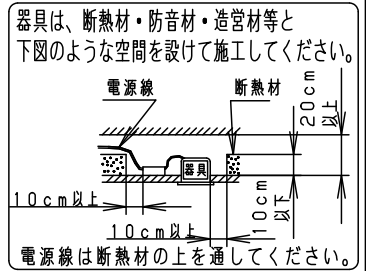 器具は、断熱材・防音材・造営材等と
下図のような空間を設けて施工してください。
電源線
断熱材
20cm以上
器具
10cm以上
10cm以下
10cm以上
電源線は断熱材の上を通してください。